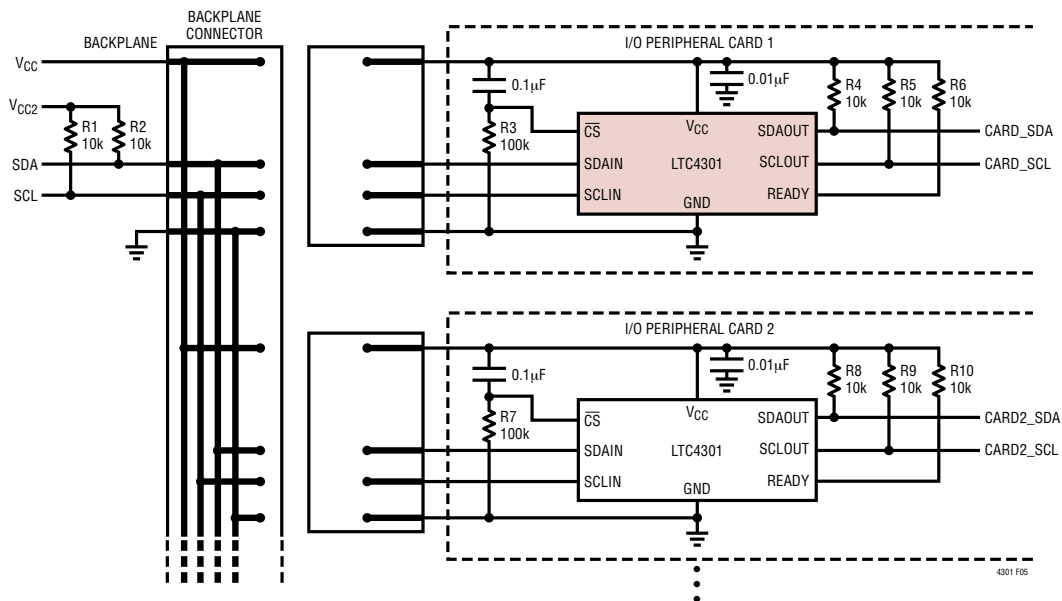 BACKPLANE
CONNECTOR
BACKPLANE
VCC
VCC2
R1
10k
R2
10k
SDA
SCL
I/O PERIPHERAL CARD 1
0.1µF
0.01µF
R3
100k
R4
10k
R5
10k
R6
10k
CS
VCC
SDAOUT
CARD_SDA
SDAIN
LTC4301
SCLOUT
CARD_SCL
SCLIN
GND
READY
I/O PERIPHERAL CARD 2
0.1µF
0.01µF
R7
100k
R8
10k
R9
10k
R10
10k
CS
VCC
SDAOUT
CARD2_SDA
SDAIN
LTC4301
SCLOUT
CARD2_SCL
SCLIN
GND
READY
4301 F05